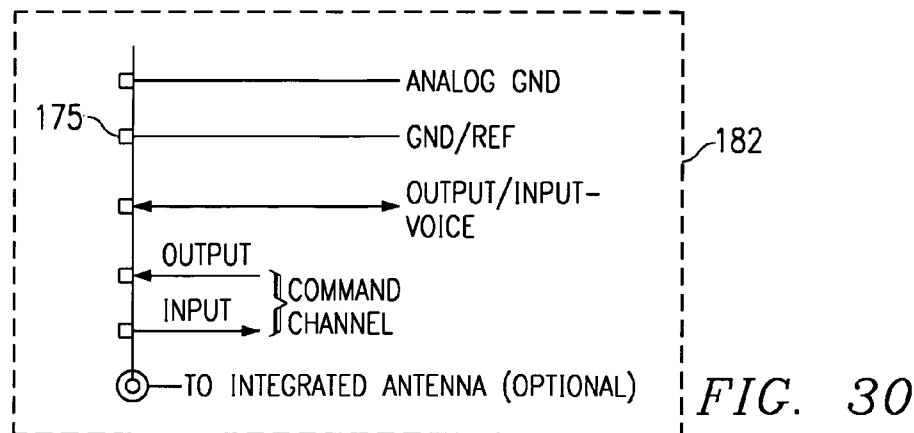 ANALOG GND
175
GND/REF
182
OUTPUT/INPUT-
VOICE
OUTPUT
COMMAND
INPUT
CHANNEL
TO INTEGRATED ANTENNA (OPTIONAL)
FIG. 30